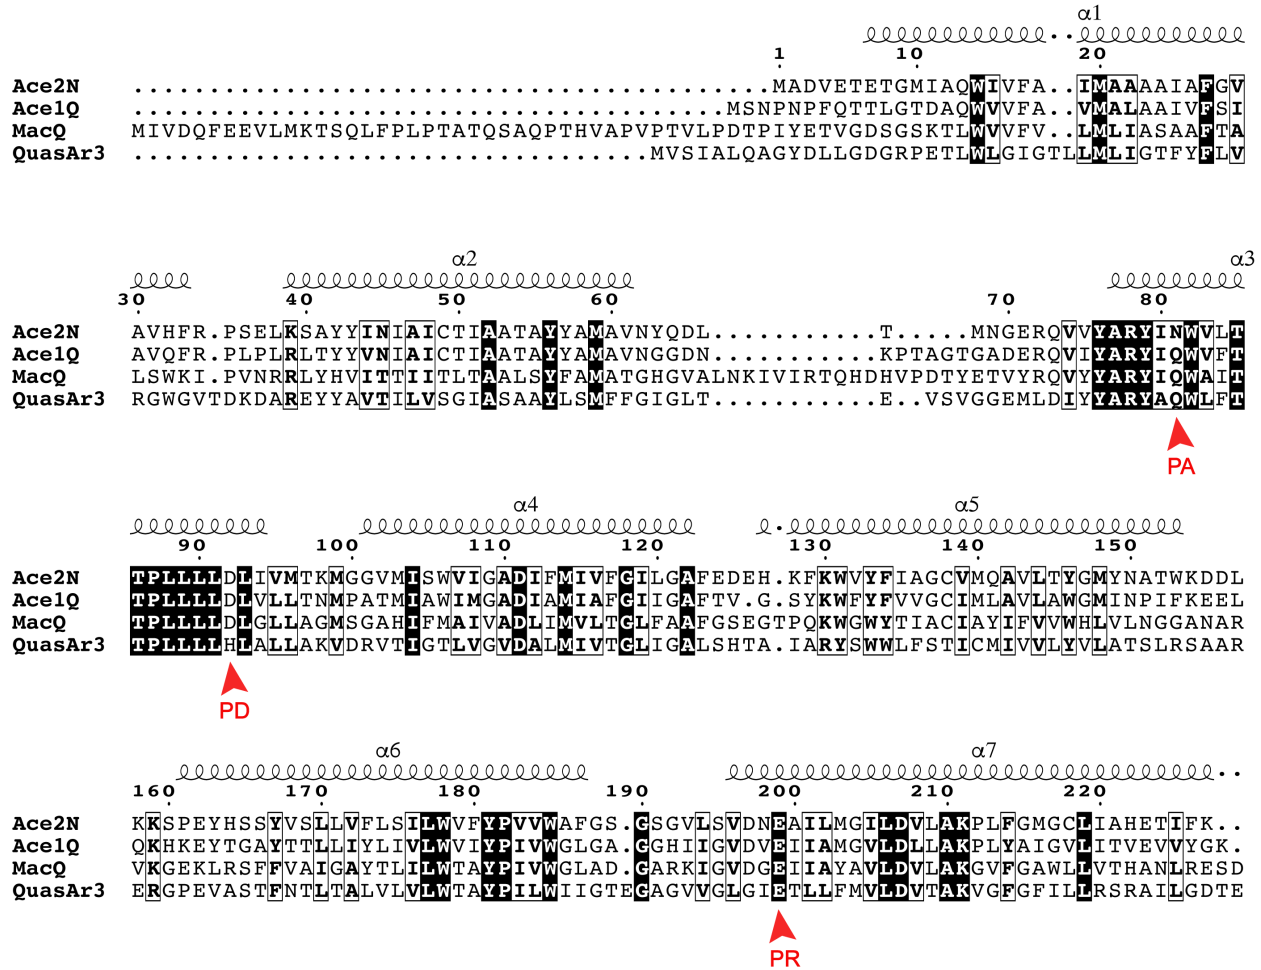 α1
1 10 20
Ace2N ..........................................MADVETETGMIAQWIVFA..IMAAAAIAFGV
Ace1Q .......................................MSNPNPFQTTLGTDAQWVVFA..VMALAAIVFSI
MacQ MIVDQFEEVLMKTSQLFPLPTATQSAQPTHVAPVPTVLPDTPIYETVGDSGSKTLWVVFV..LMLIASAAFTA
QuasAr3 ..................................MVSIALQAGYDLLGDGRPETLWLGIGTLLMLIGTFYFLV
α2 α3
30 40 50 60 70 80
Ace2N AVHFR.PSELKSAYYINIAICTIAATAYYAMAVNYQDL...........T.....MNGERQVVYARYINWVLT
Ace1Q AVQFR.PLPLRLTYYVNIAICTIAATAYYAMAVNGGDN...........KPTAGTGADERQVIYARYIQWVFT
MacQ LSWKI.PVNRRLYHVITTIITLTAALSYFAMATGHGVALNKIVIRTQHDHVPDTYETVYRQVYYARYIQWAIT
QuasAr3 RGWGVTDKDAREYYAVTILVSGIASAAYLSMFFGIGLT...........E..VSVGGEMLDIYYARYAQWLFT
PA
α4 α5
90 100 110 120 130 140 150
Ace2N TPLLLLDLIVMTKMGGVMISWVIGADIFMIVFGILGAFEDEH.KFKWVYFIAGCVMQAVLTYGMYNATWKDDL
Ace1Q TPLLLLDLVLLTNMPATMIAWIMGADIAMIAFGIIGAFTV.G.SYKWFYFVVGCIMLAVLAWGMINPIFKEEL
MacQ TPLLLLDLGLLAGMSGAHIFMAIVADLIMVLTGLFAAFGSEGTPQKWGWYTIACIAYIFVVWHLVLNGGANAR
QuasAr3 TPLLLLHLALLAKVDRVTIGTLVGVDALMIVTGLIGALSHTA.IARYSWWLFSTICMIVVLYVLATSLRSAAR
PD
α6 α7
160 170 180 190 200 210 220
Ace2N KKSPEYHSSYVSLLVFLSILWVFYPVVWAFGS.GSGVLSVDNEAILMGILDVLAKPLFGMGCLIAHETIFK..
Ace1Q QKHKEYTGAYTTLLIYLIVLWVIYPIVWGLGA.GGHIIGVDVEIIAMGVLDLLAKPLYAIGVLITVEVVYGK.
MacQ VKGEKLRSFFVAIGAYTLILWTAYPIVWGLAD.GARKIGVDGEIIAYAVLDVLAKGVFGAWLLVTHANLRESD
QuasAr3 ERGPEVASTFNTLTALVLVLWTAYPILWIIGTEGAGVVGLGIETLLFMVLDVTAKVGFGFILLRSRAILGDTE
PR